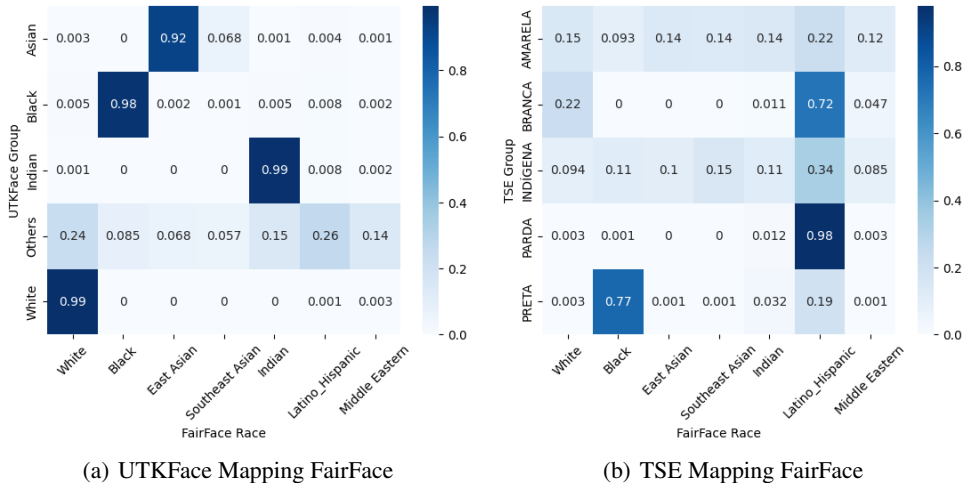 UTKFace Group
Asian 0.003 0 0.92 0.068 0.001 0.004 0.001
Black 0.005 0.98 0.002 0.001 0.005 0.008 0.002
Indian 0.001 0 0 0 0.99 0.008 0.002
Others 0.24 0.085 0.068 0.057 0.15 0.26 0.14
White 0.99 0 0 0 0 0.001 0.003
White Black East Asian Southeast Asian Indian Latino_Hispanic Middle Eastern
FairFace Race
0.8
0.6
0.4
0.2
0.0
(a) UTKFace Mapping FairFace
TSE Group
AMARELA 0.15 0.093 0.14 0.14 0.14 0.22 0.12
BRANCA 0.22 0 0 0 0.011 0.72 0.047
INDÍGENA 0.094 0.11 0.1 0.15 0.11 0.34 0.085
PARDA 0.003 0.001 0 0 0.012 0.98 0.003
PRETA 0.003 0.77 0.001 0.001 0.032 0.19 0.001
White Black East Asian Southeast Asian Indian Latino_Hispanic Middle Eastern
FairFace Race
0.8
0.6
0.4
0.2
0.0
(b) TSE Mapping FairFace